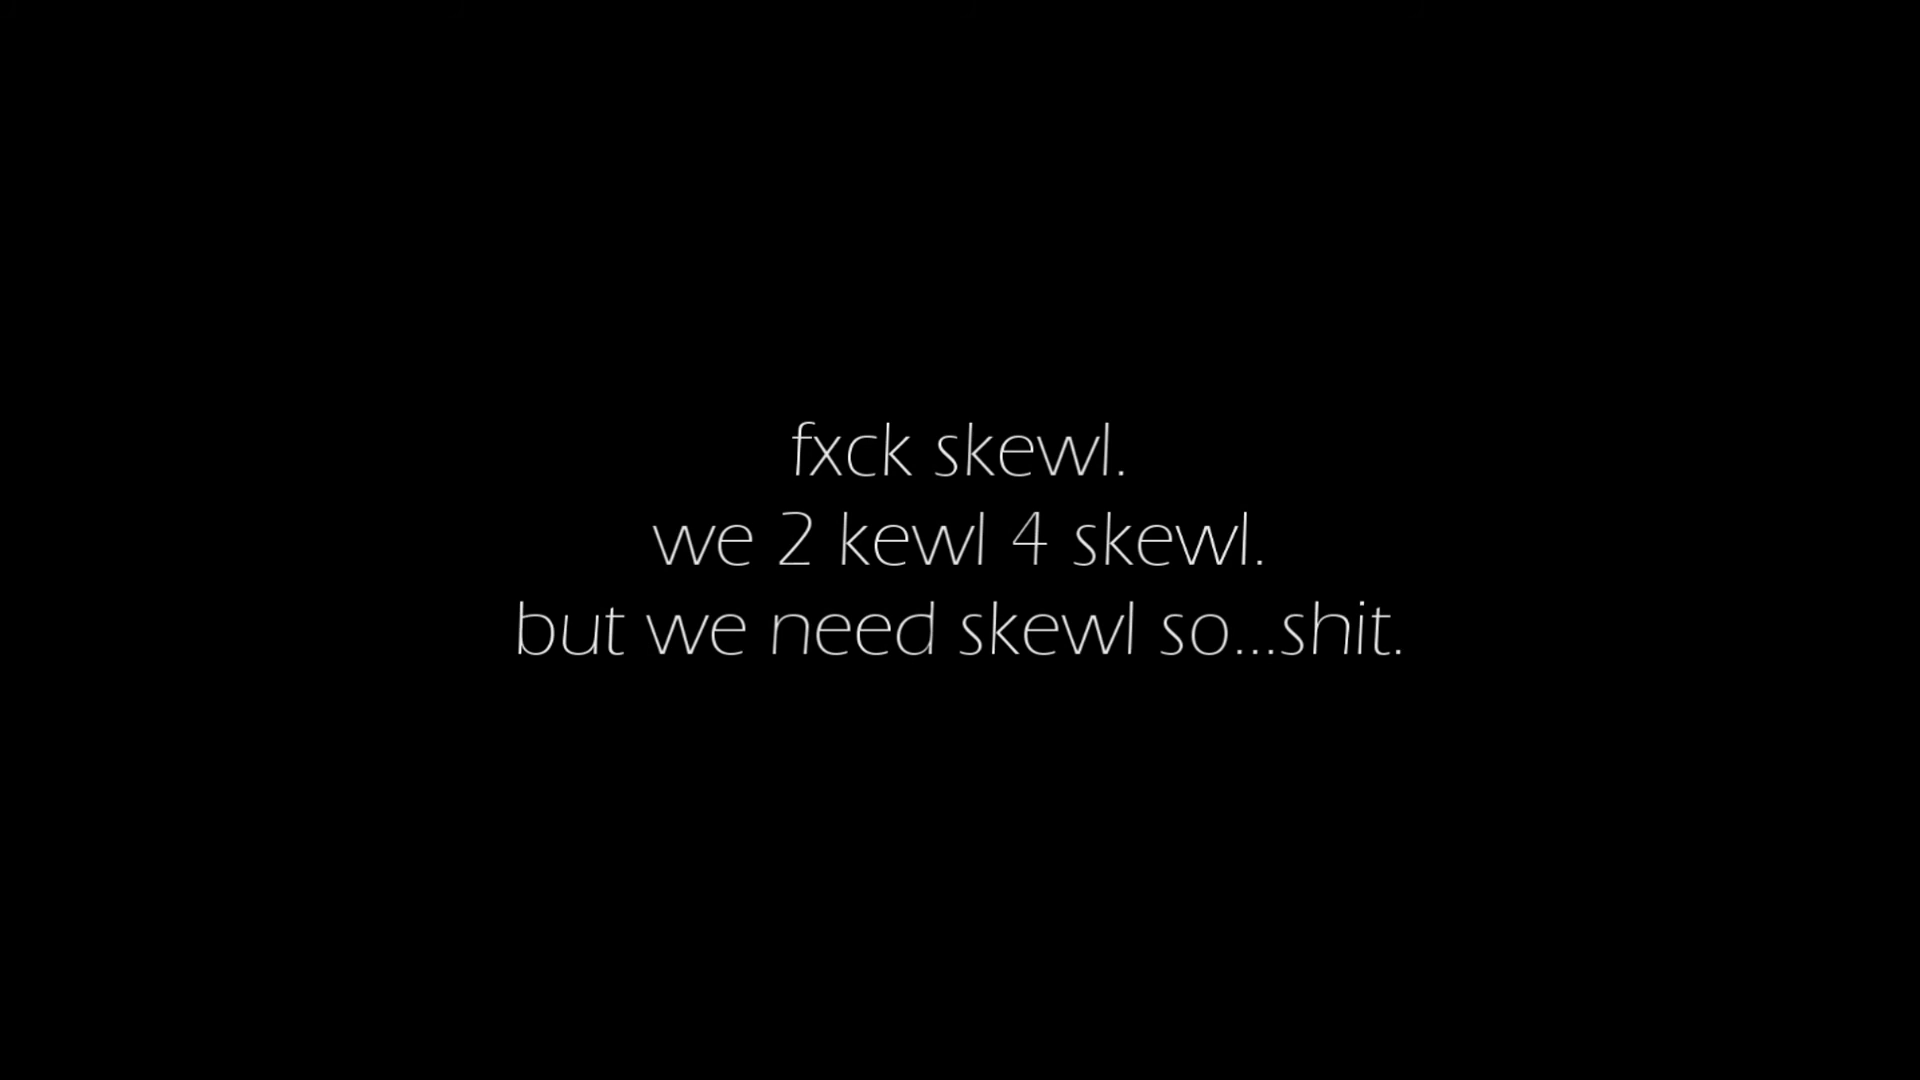 fxck skewl.
we 2 kewl 4 skewl.
but we need skewl so...shit.